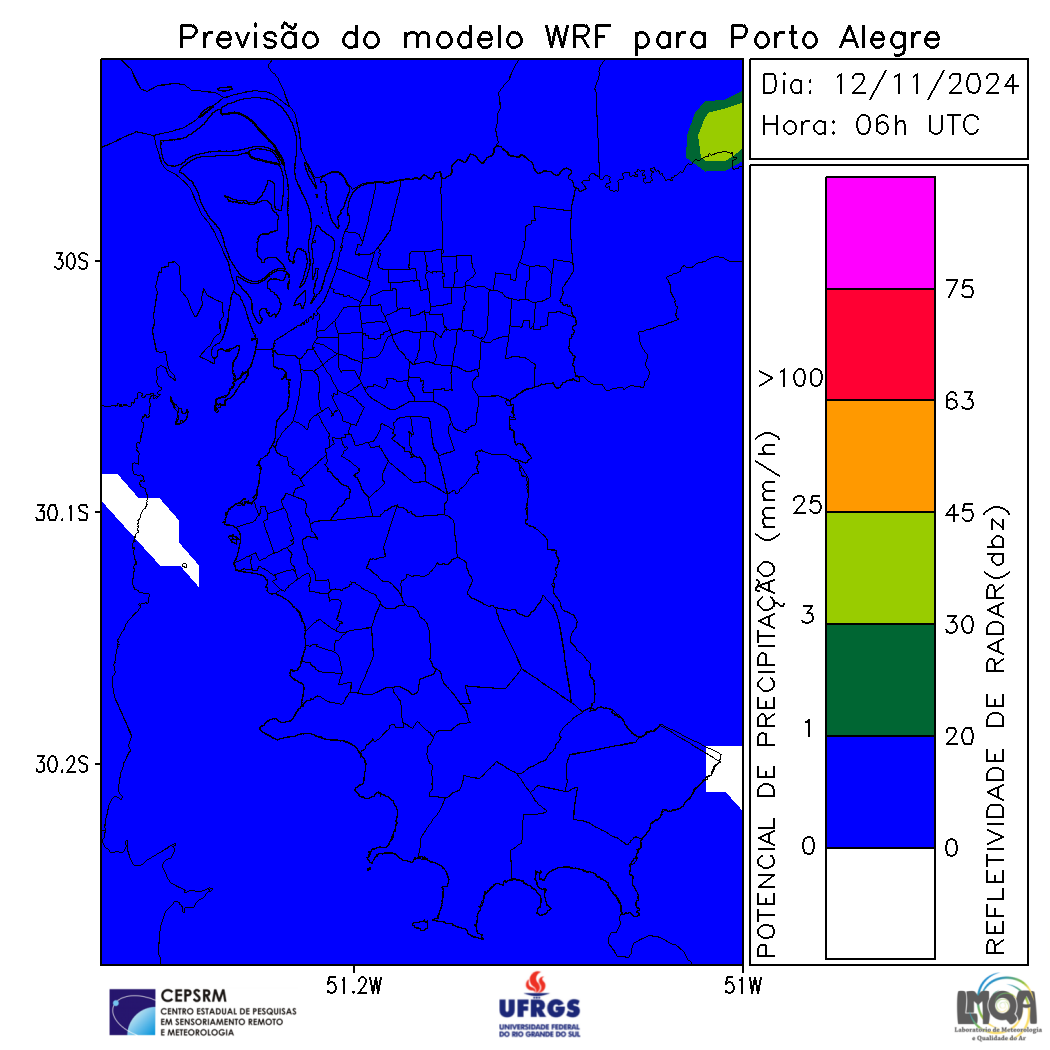 Previsão do modelo WRF para Porto Alegre
Dia: 12/11/2024
Hora: 06h UTC
30S
30.1S
30.2S
51.2W
51W
POTENCIAL DE PRECIPITAÇÃO (mm/h)
>100
25
3
1
0
75
63
45
30
20
0
REFLETIVIDADE DE RADAR(dbz)
CEPSRM
CENTRO ESTADUAL DE PESQUISAS
EM SENSORIAMENTO REMOTO
E METEOROLOGIA
UFRGS
UNIVERSIDADE FEDERAL
DO RIO GRANDE DO SUL
LMQA
Laboratório de Meteorologia
e Qualidade do Ar